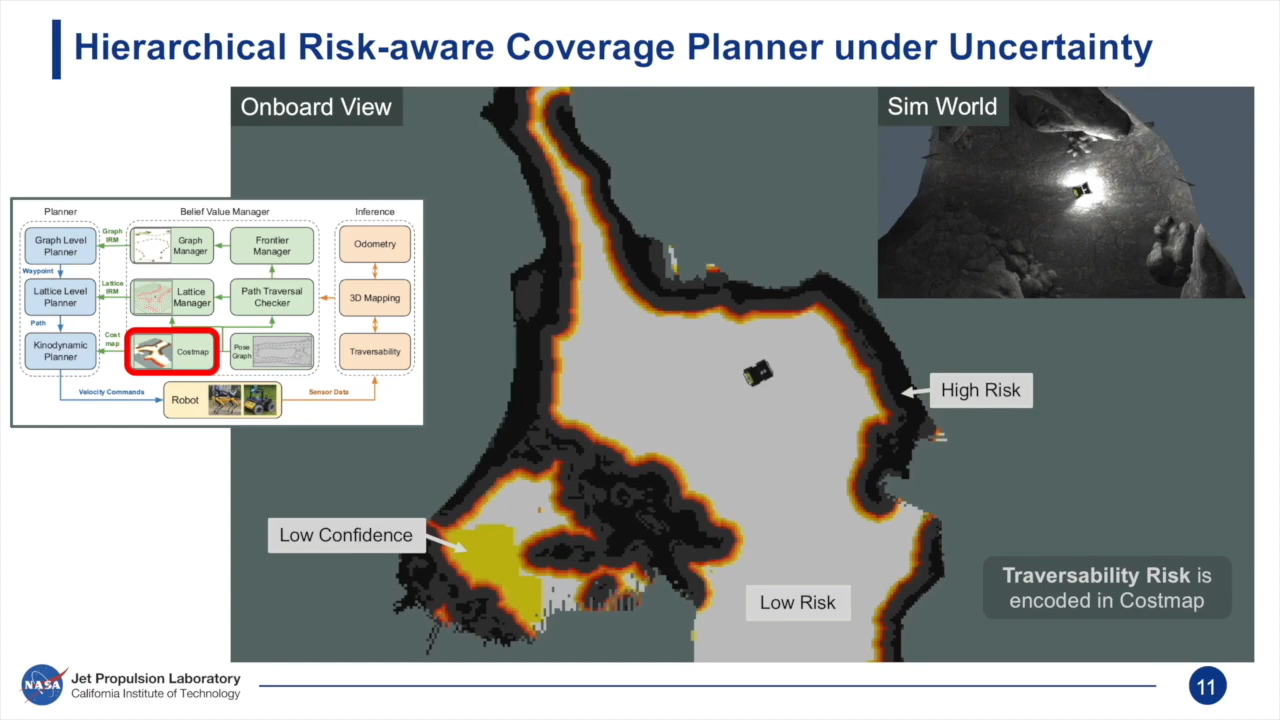 Hierarchical Risk-aware Coverage Planner under Uncertainty
Onboard View
Sim World
Planner
Belief Value Manager
Inference
Graph Level
Planner
Graph
IRM
Graph
Manager
Frontier
Manager
Odometry
Waypoint
Lattice Level
Planner
Lattice
IRM
Lattice
Manager
Path Traversal
Checker
3D Mapping
Path
Kinodynamic
Planner
Cost
map
Costmap
Pose
Graph
Traversability
Velocity Commands
Robot
Sensor Data
High Risk
Low Confidence
Low Risk
Traversability Risk is
encoded in Costmap
NASA
Jet Propulsion Laboratory
California Institute of Technology
11